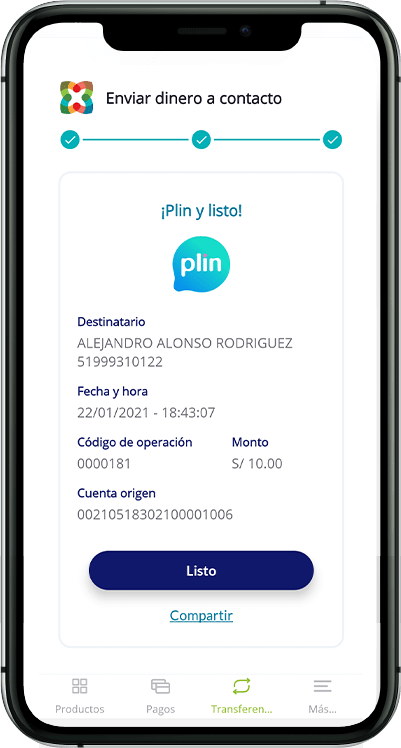 Enviar dinero a contacto
¡Plin y listo!
plin
Destinatario
ALEJANDRO ALONSO RODRIGUEZ
51999310122
Fecha y hora
22/01/2021 - 18:43:07
Código de operación
0000181
Monto
S/ 10.00
Cuenta origen
00210518302100001006
Listo
Compartir
Productos
Pagos
Transferen...
Más...